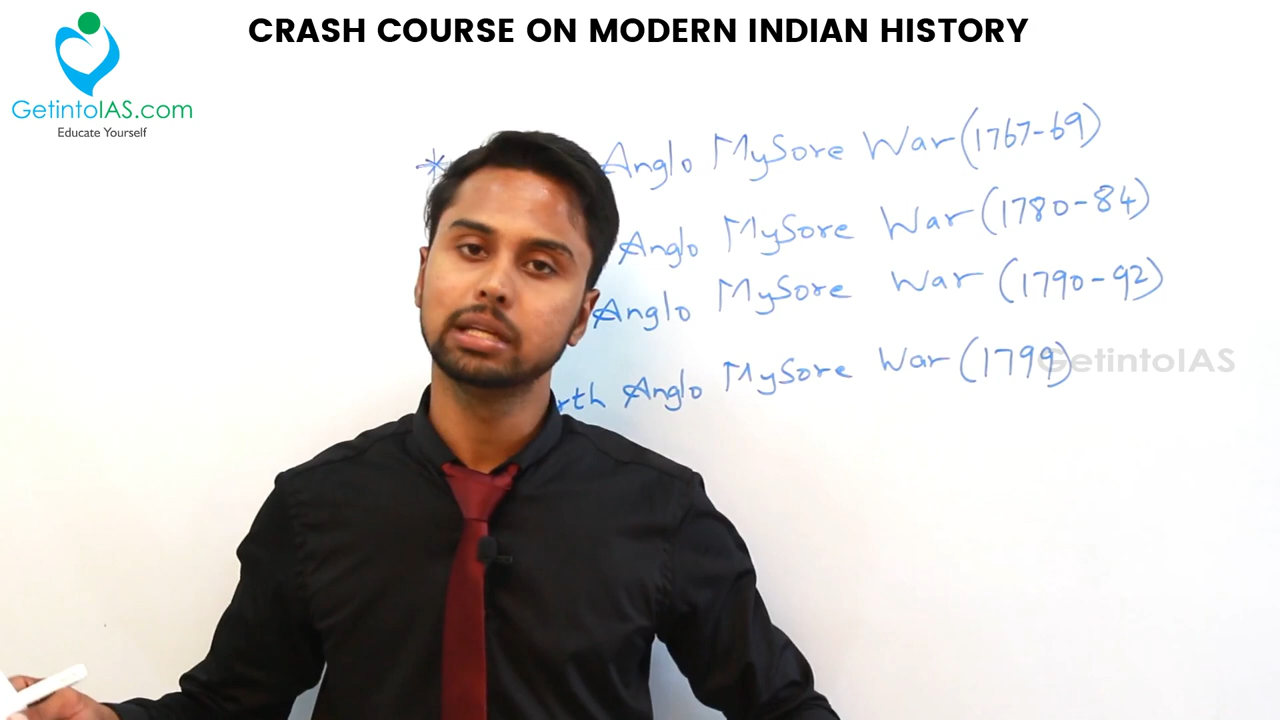 CRASH COURSE ON MODERN INDIAN HISTORY
GetintoIAS.com
Educate Yourself
* Anglo MySore War (1767-69)
Anglo MySore War (1780-84)
Anglo MySore War (1790-92)
rth Anglo MySore War (1799)
GetintoIAS